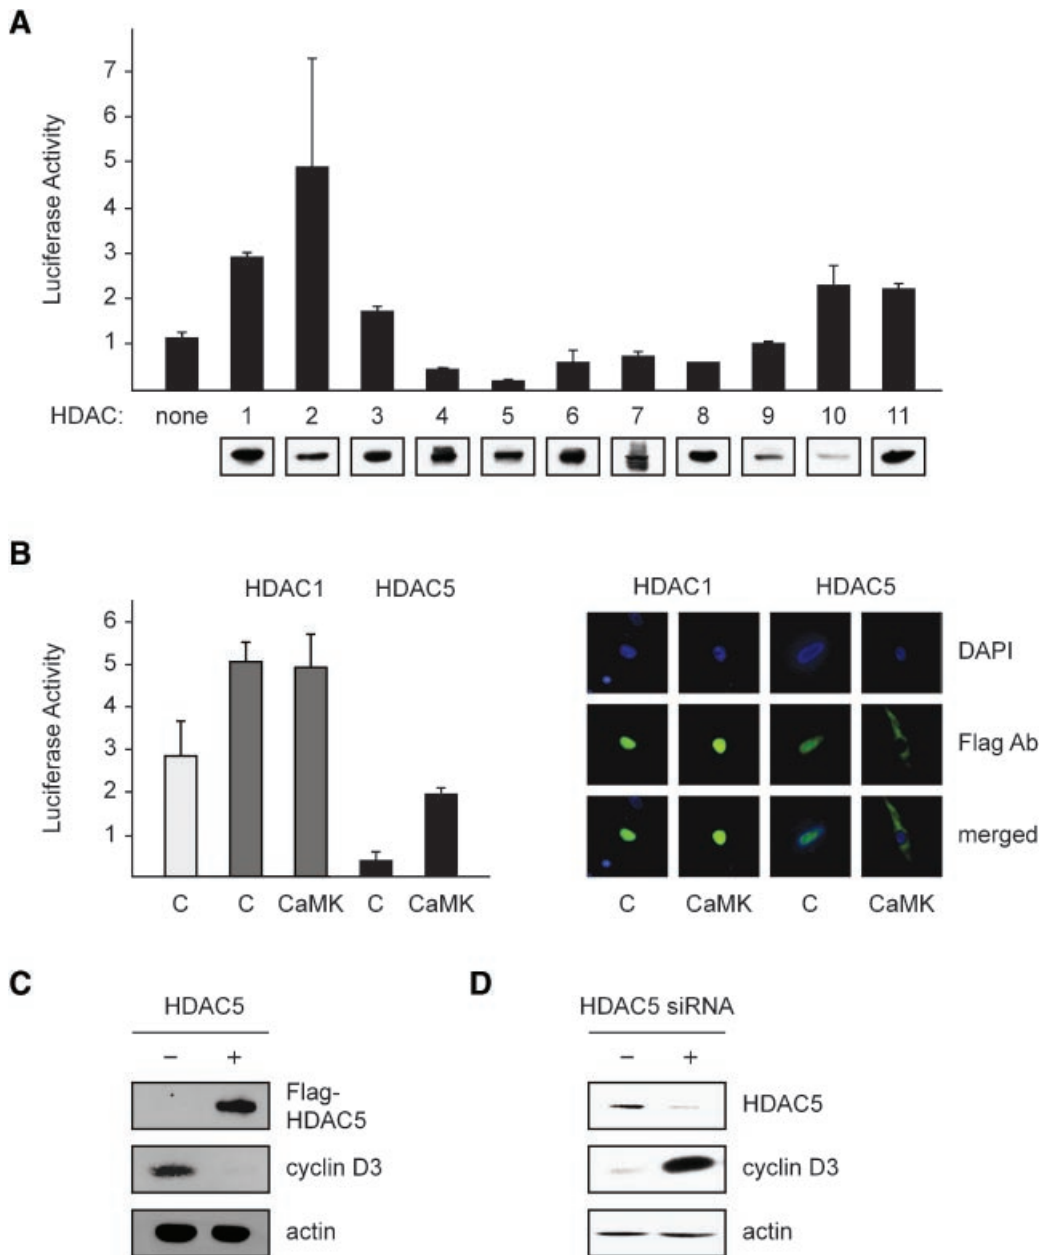 A
Luciferase Activity
7
6
5
4
3
2
1
HDAC: none 1 2 3 4 5 6 7 8 9 10 11
B
HDAC1 HDAC5
Luciferase Activity
6
5
4
3
2
1
C C CaMK C CaMK
HDAC1 HDAC5
DAPI
Flag Ab
merged
C CaMK C CaMK
C
HDAC5
− +
Flag-
HDAC5
cyclin D3
actin
D
HDAC5 siRNA
− +
HDAC5
cyclin D3
actin